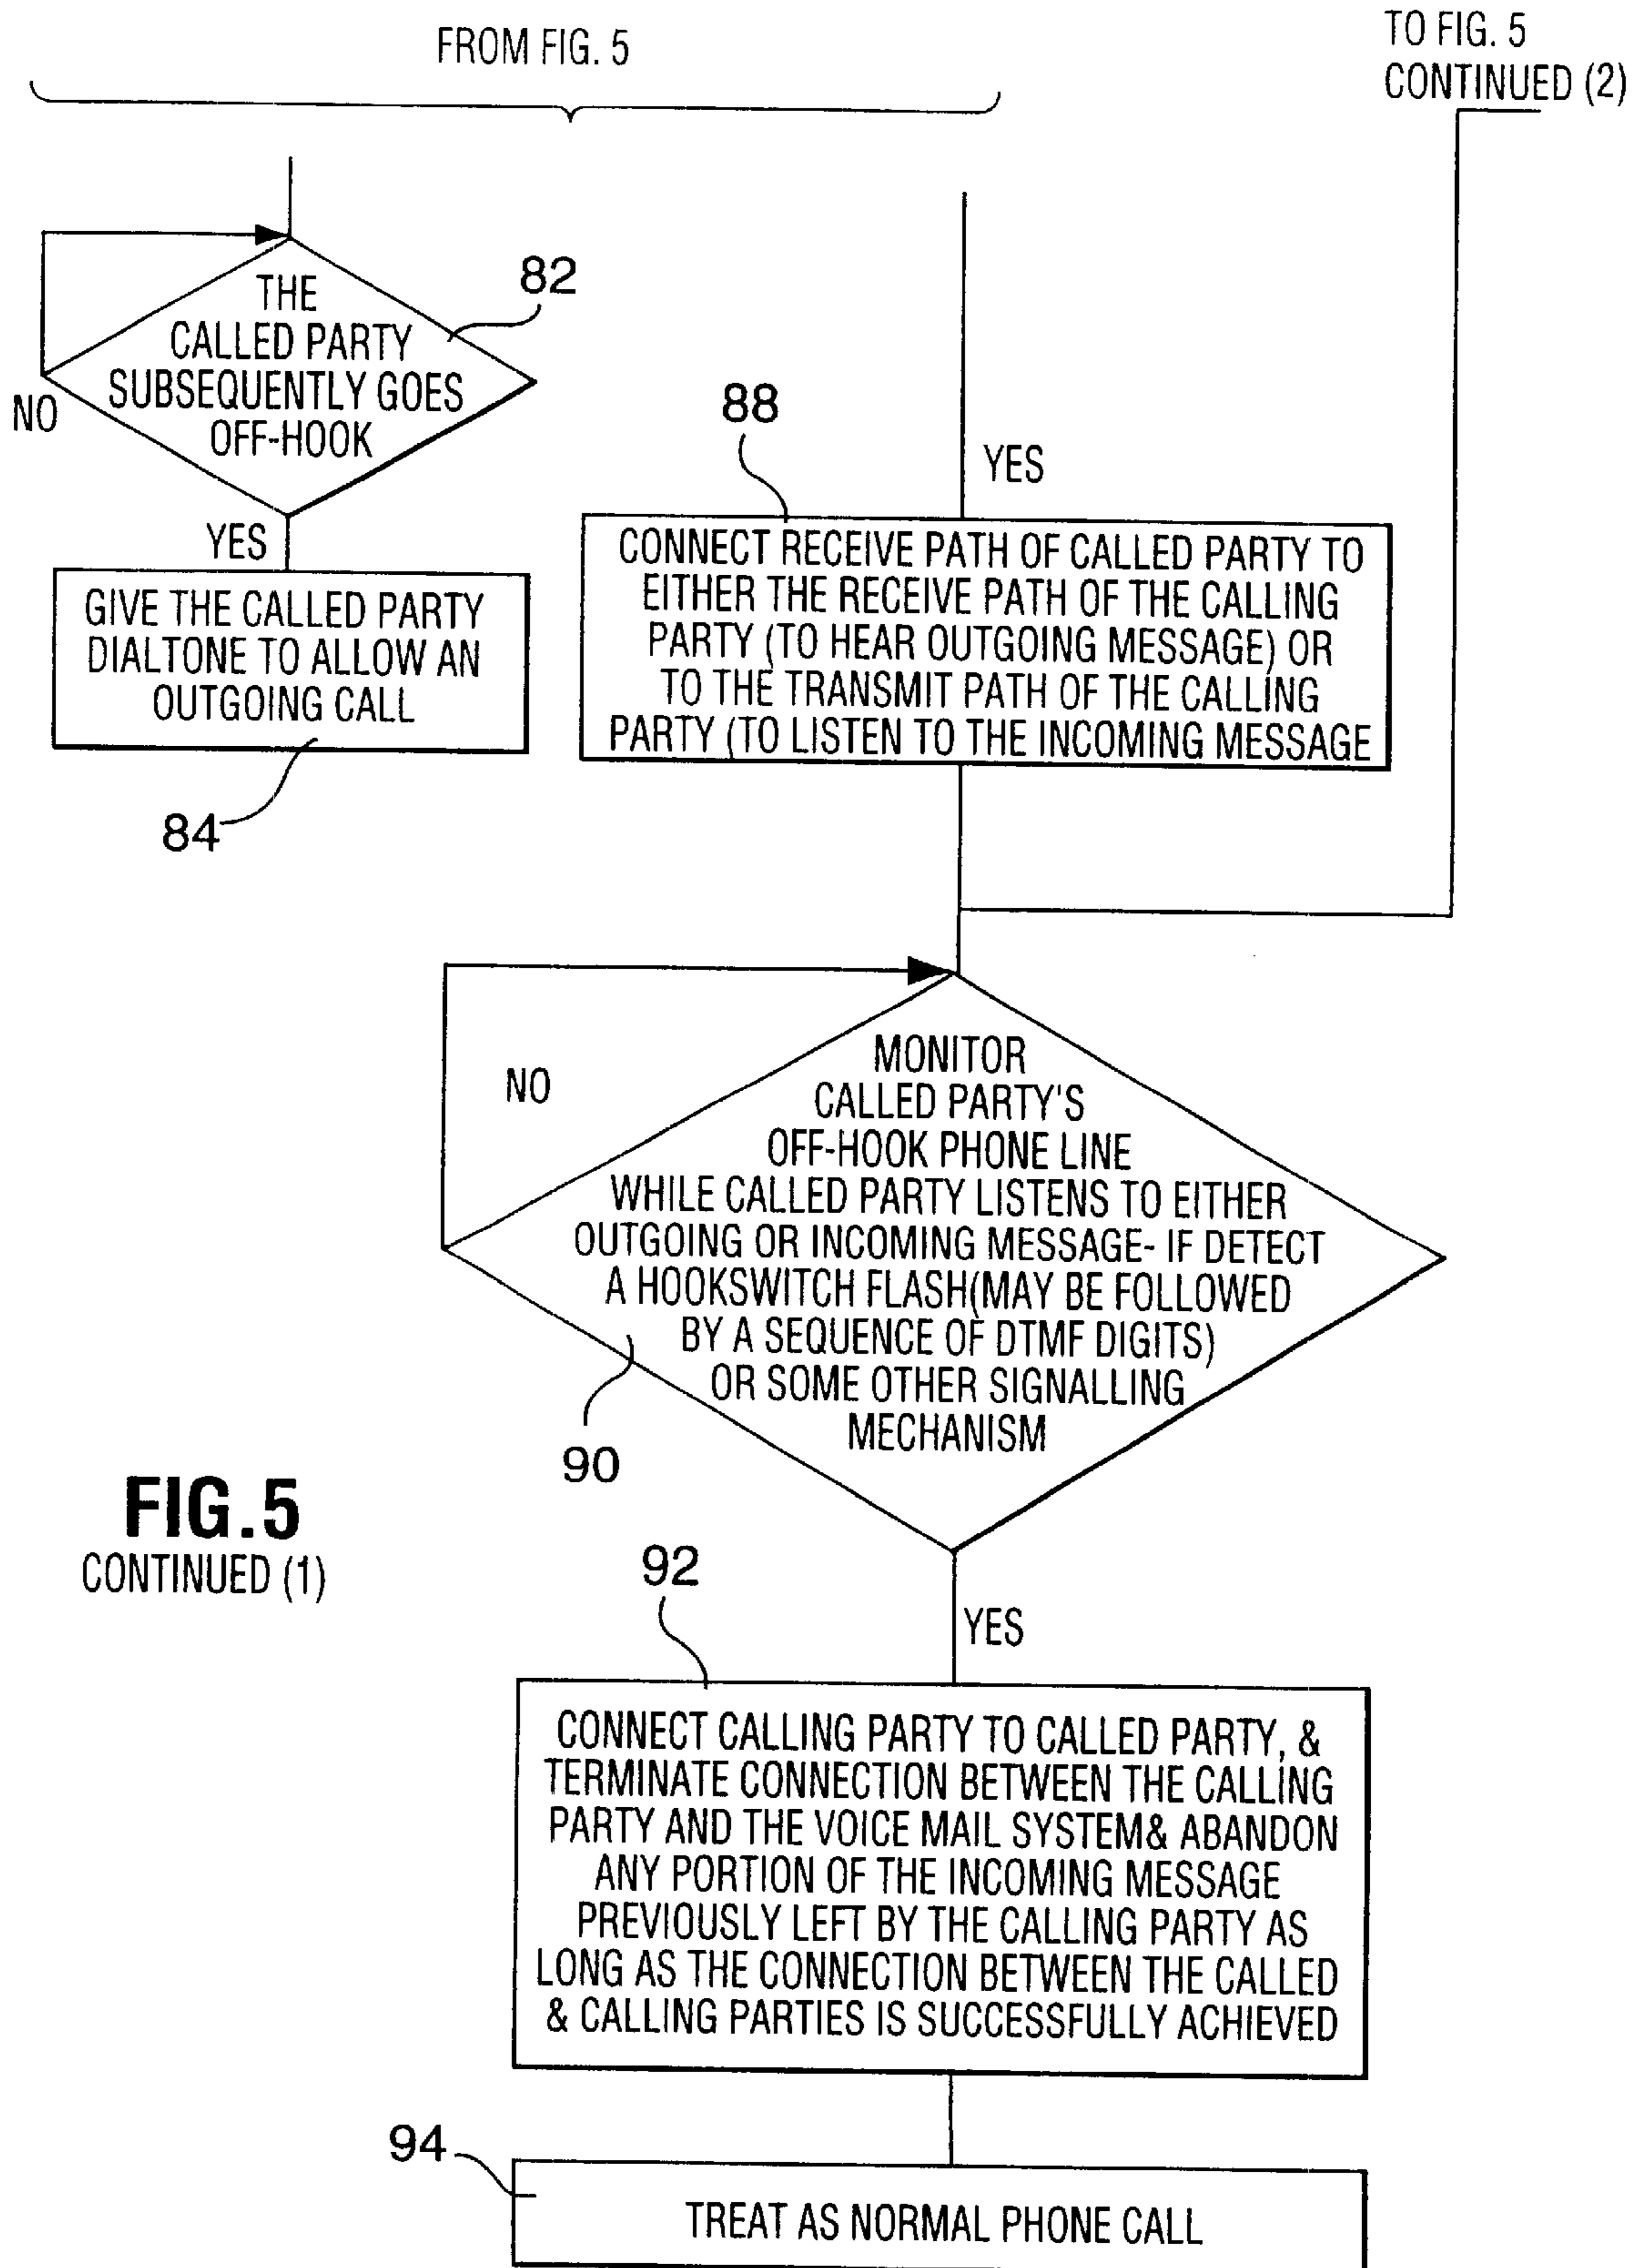 FROM FIG. 5
TO FIG. 5
CONTINUED (2)
THE
CALLED PARTY
SUBSEQUENTLY GOES
OFF-HOOK
82
NO
YES
GIVE THE CALLED PARTY
DIALTONE TO ALLOW AN
OUTGOING CALL
84
88
YES
CONNECT RECEIVE PATH OF CALLED PARTY TO
EITHER THE RECEIVE PATH OF THE CALLING
PARTY (TO HEAR OUTGOING MESSAGE) OR
TO THE TRANSMIT PATH OF THE CALLING
PARTY (TO LISTEN TO THE INCOMING MESSAGE
NO
MONITOR
CALLED PARTY'S
OFF-HOOK PHONE LINE
WHILE CALLED PARTY LISTENS TO EITHER
OUTGOING OR INCOMING MESSAGE- IF DETECT
A HOOKSWITCH FLASH(MAY BE FOLLOWED
BY A SEQUENCE OF DTMF DIGITS)
OR SOME OTHER SIGNALLING
MECHANISM
90
FIG.5
CONTINUED (1)
92
YES
CONNECT CALLING PARTY TO CALLED PARTY, &
TERMINATE CONNECTION BETWEEN THE CALLING
PARTY AND THE VOICE MAIL SYSTEM& ABANDON
ANY PORTION OF THE INCOMING MESSAGE
PREVIOUSLY LEFT BY THE CALLING PARTY AS
LONG AS THE CONNECTION BETWEEN THE CALLED
& CALLING PARTIES IS SUCCESSFULLY ACHIEVED
94
TREAT AS NORMAL PHONE CALL